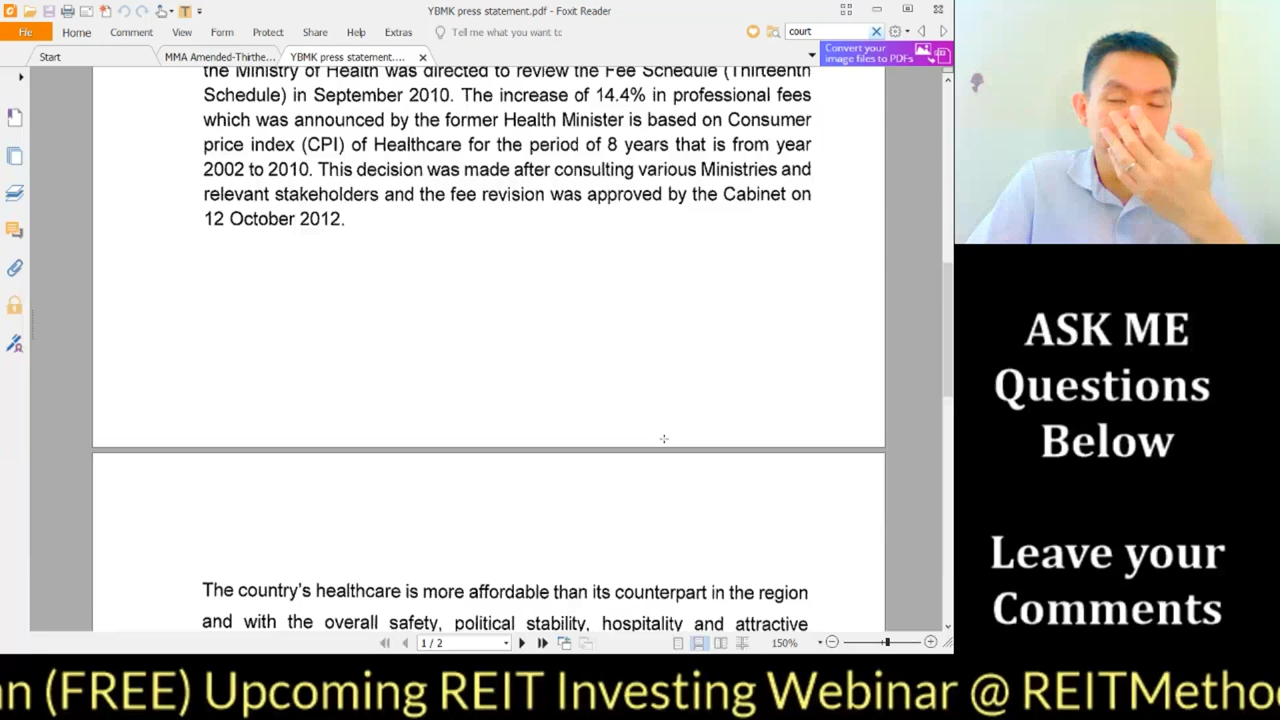 YBMK press statement.pdf - Foxit Reader
File
Home
Comment
View
Form
Protect
Share
Help
Extras
Tell me what you want to
court
Start
MMA Amended-Thirthe...
YBMK press statement....
Convert your
image files to PDFs
the Ministry of Health was directed to review the Fee Schedule (Thirteenth
Schedule) in September 2010. The increase of 14.4% in professional fees
which was announced by the former Health Minister is based on Consumer
price index (CPI) of Healthcare for the period of 8 years that is from year
2002 to 2010. This decision was made after consulting various Ministries and
relevant stakeholders and the fee revision was approved by the Cabinet on
12 October 2012.
The country's healthcare is more affordable than its counterpart in the region
and with the overall safety, political stability, hospitality and attractive
1 / 2
150%
ASK ME
Questions
Below
Leave your
Comments
an (FREE) Upcoming REIT Investing Webinar @ REITMetho